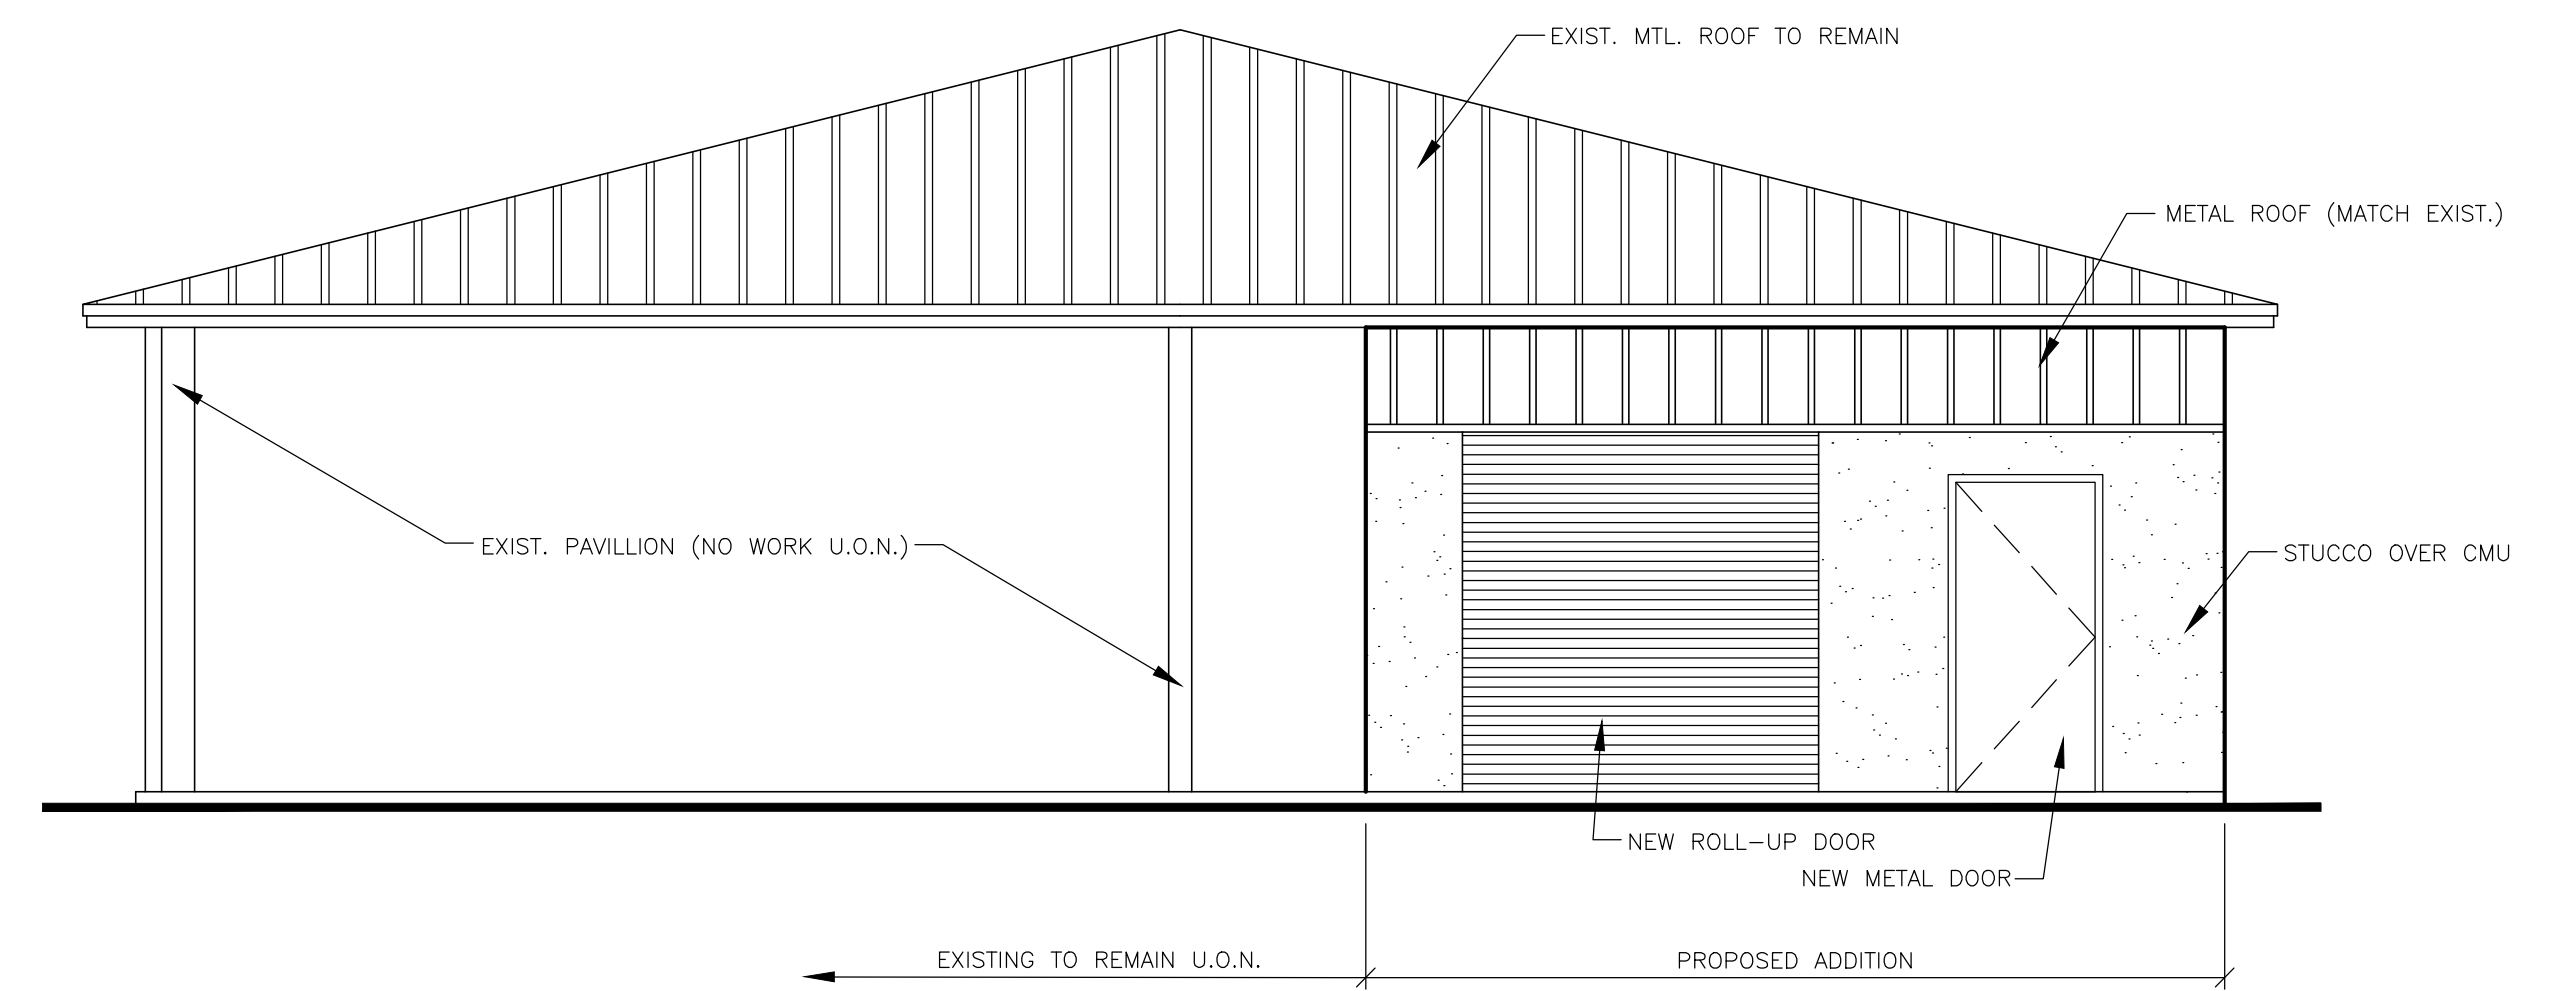 EXIST. MTL. ROOF TO REMAIN
METAL ROOF (MATCH EXIST.)
EXIST. PAVILLION (NO WORK U.O.N.)
STUCCO OVER CMU
NEW ROLL-UP DOOR
NEW METAL DOOR
EXISTING TO REMAIN U.O.N.
PROPOSED ADDITION